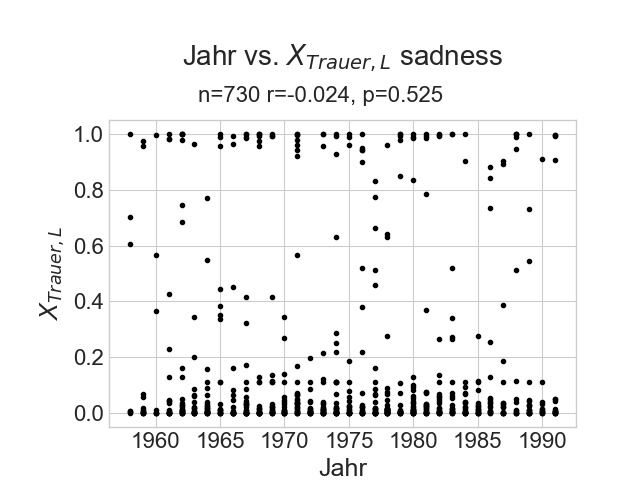 Jahr vs. X_{Trauer, L} sadness
n=730 r=-0.024, p=0.525
X_{Trauer, L}
1.0
0.8
0.6
0.4
0.2
0.0
1960 1965 1970 1975 1980 1985 1990
Jahr